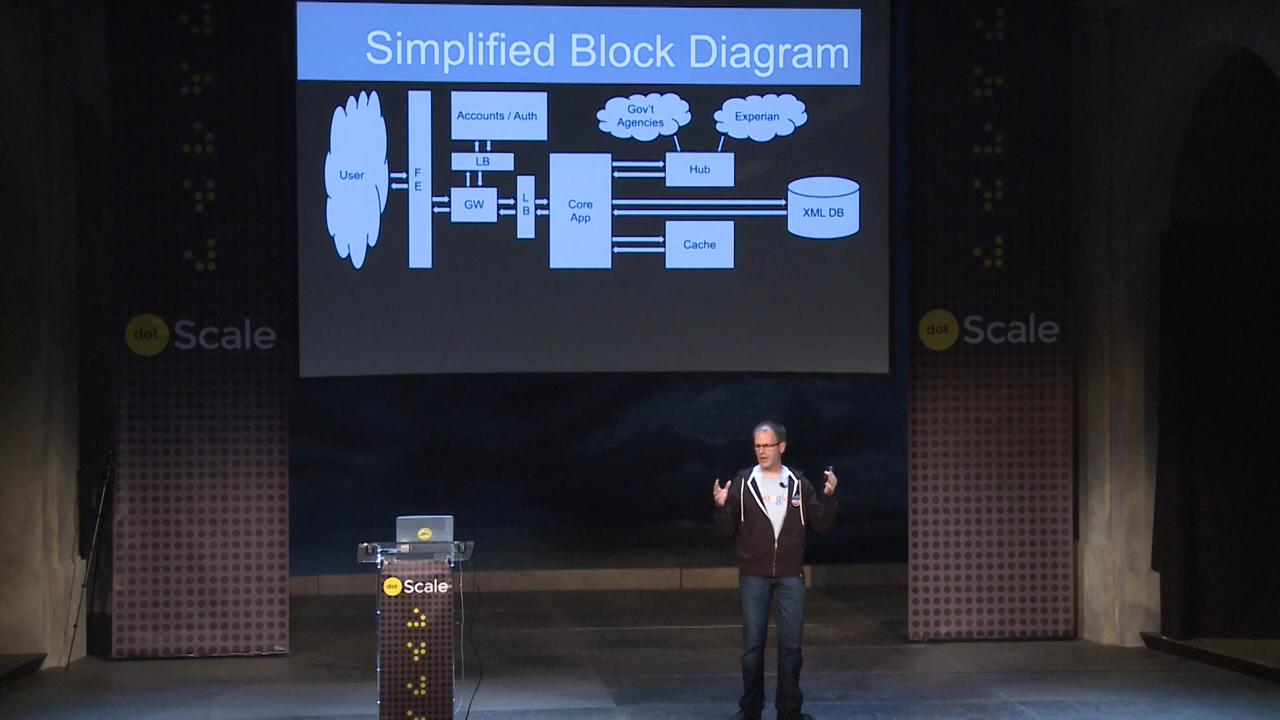 Simplified Block Diagram
User
F
E
Accounts / Auth
LB
GW
L
B
Core
App
Gov't
Agencies
Experian
Hub
Cache
XML DB
dot Scale
dot Scale
dot Scale
Google